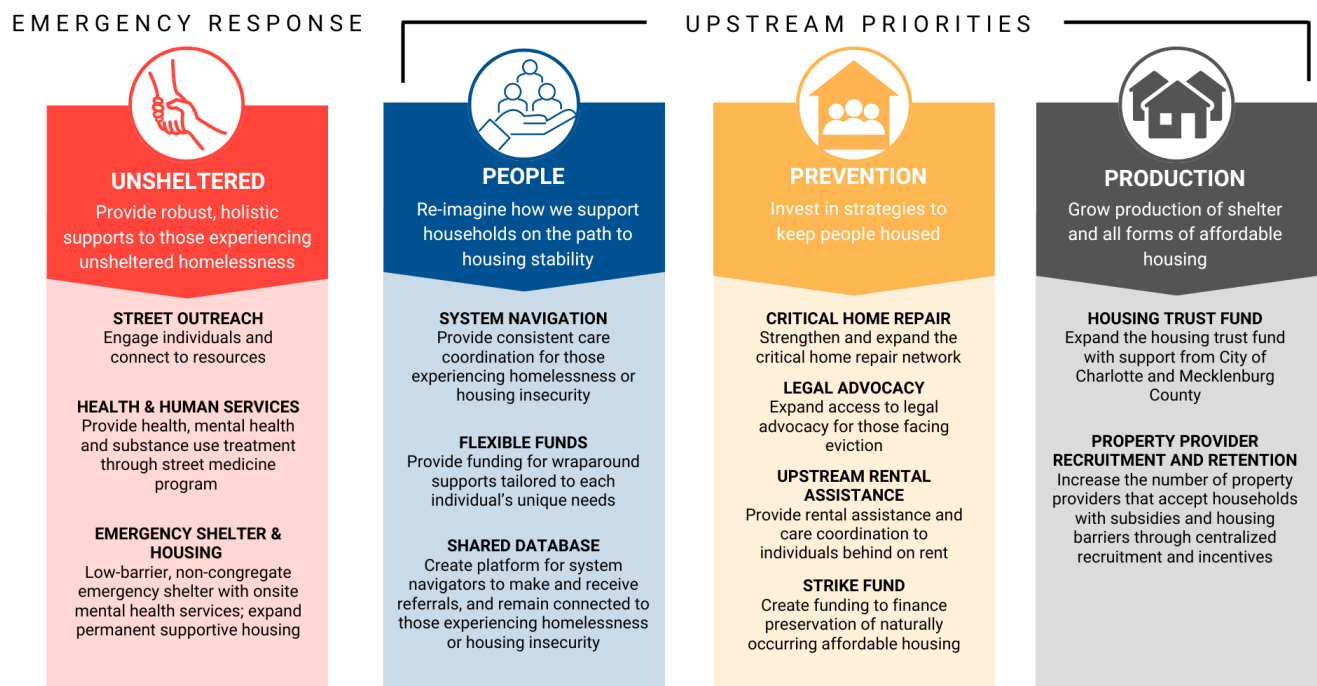 EMERGENCY RESPONSE
UPSTREAM PRIORITIES
UNSHELTERED
Provide robust, holistic
supports to those experiencing
unsheltered homelessness
STREET OUTREACH
Engage individuals and
connect to resources
HEALTH & HUMAN SERVICES
Provide health, mental health
and substance use treatment
through street medicine
program
EMERGENCY SHELTER &
HOUSING
Low-barrier, non-congregate
emergency shelter with onsite
mental health services; expand
permanent supportive housing
PEOPLE
Re-imagine how we support
households on the path to
housing stability
SYSTEM NAVIGATION
Provide consistent care
coordination for those
experiencing homelessness or
housing insecurity
FLEXIBLE FUNDS
Provide funding for wraparound
supports tailored to each
individual's unique needs
SHARED DATABASE
Create platform for system
navigators to make and receive
referrals, and remain connected to
those experiencing homelessness
or housing insecurity
PREVENTION
Invest in strategies to
keep people housed
CRITICAL HOME REPAIR
Strengthen and expand the
critical home repair network
LEGAL ADVOCACY
Expand access to legal
advocacy for those facing
eviction
UPSTREAM RENTAL
ASSISTANCE
Provide rental assistance and
care coordination to
individuals behind on rent
STRIKE FUND
Create funding to finance
preservation of naturally
occurring affordable housing
PRODUCTION
Grow production of shelter
and all forms of affordable
housing
HOUSING TRUST FUND
Expand the housing trust fund
with support from City of
Charlotte and Mecklenburg
County
PROPERTY PROVIDER
RECRUITMENT AND RETENTION
Increase the number of property
providers that accept households
with subsidies and housing
barriers through centralized
recruitment and incentives